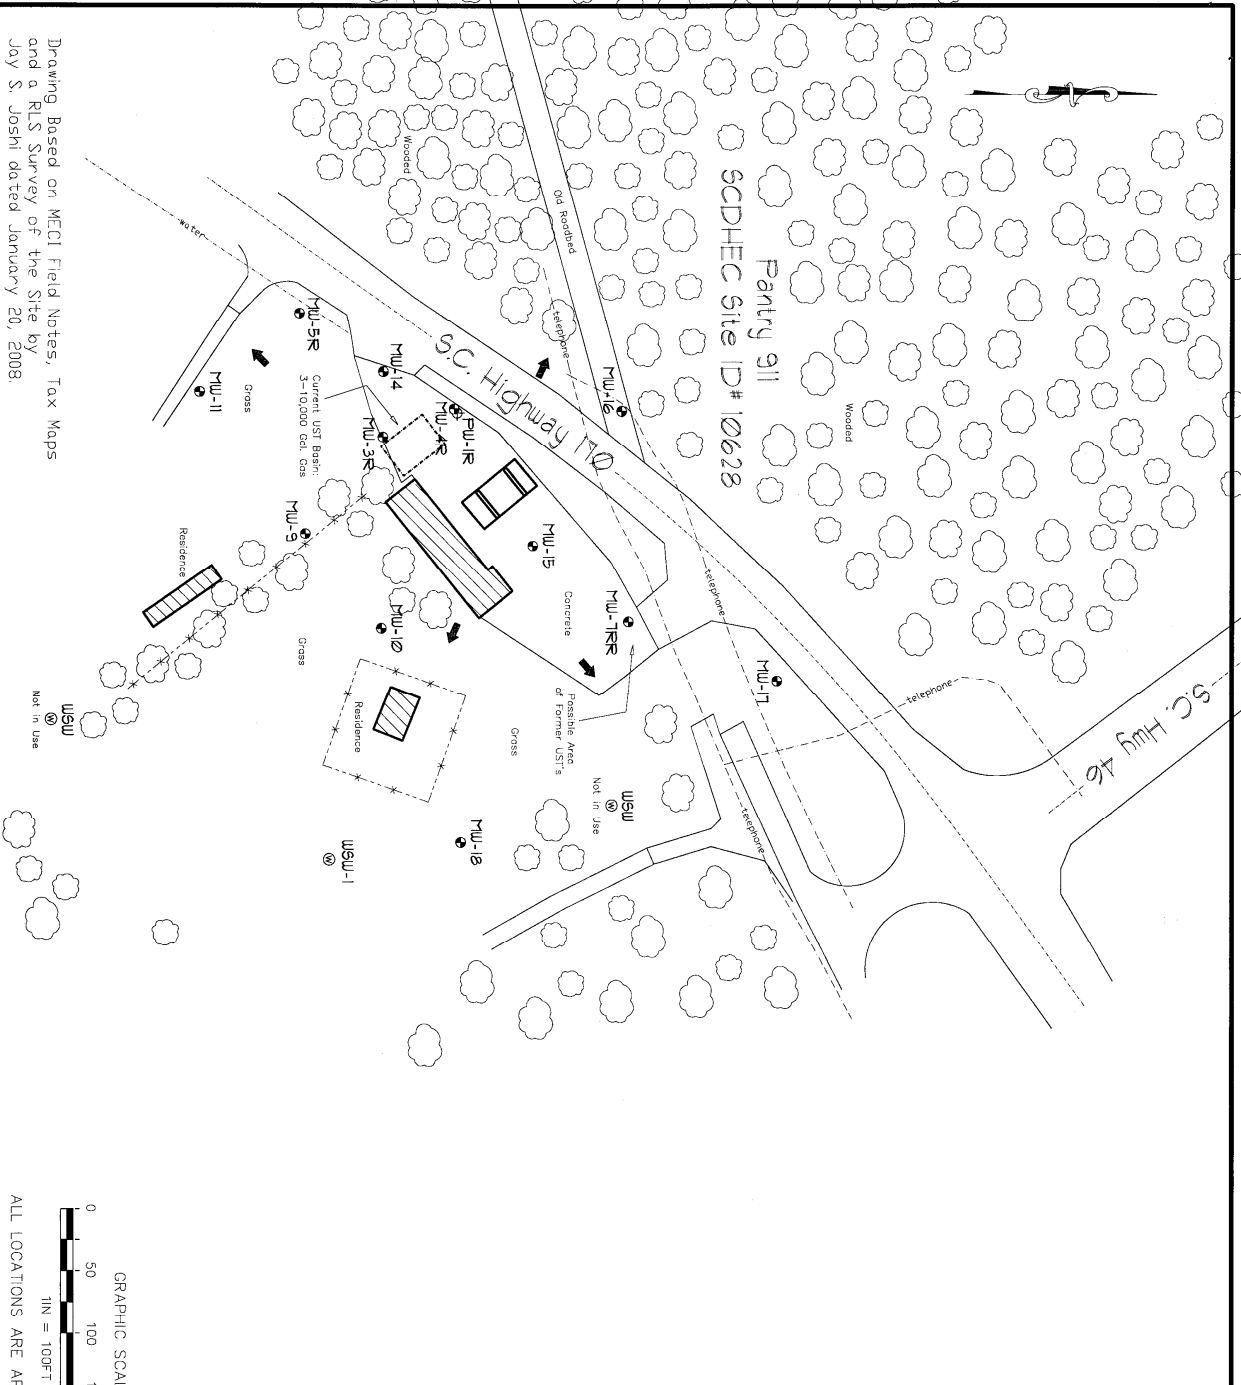 Pantry 911
SCDHEC Site ID# 10628
Wooded
Wooded
Old Roadbed
water
telephone
telephone
telephone
telephone
S.C. Highway 170
S.C. Hwy 46
MW-16
MW-17
MW-5R
MW-14
MW-11
Grass
Current UST Basin:
3-10,000 Gal. Gas
PW-1R
MW-4R
MW-3R
MW-15
Concrete
MW-7RR
MW-9
MW-10
Residence
Grass
Residence
Grass
Possible Area
of Former UST's
WSW
Not in Use
WSW
Not in Use
MW-18
WSW-1
Drawing Based on MECI Field Notes, Tax Maps
and a RLS Survey of the Site by
Jay S. Joshi dated January 20, 2008.
GRAPHIC SCAL
0 50 100 1
1IN = 100FT
ALL LOCATIONS ARE AP